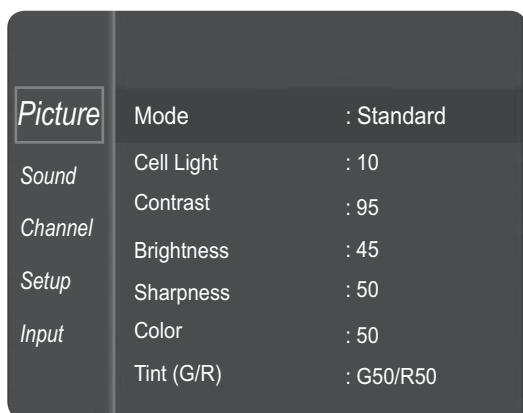 Picture
Sound
Channel
Setup
Input
Mode : Standard
Cell Light : 10
Contrast : 95
Brightness : 45
Sharpness : 50
Color : 50
Tint (G/R) : G50/R50